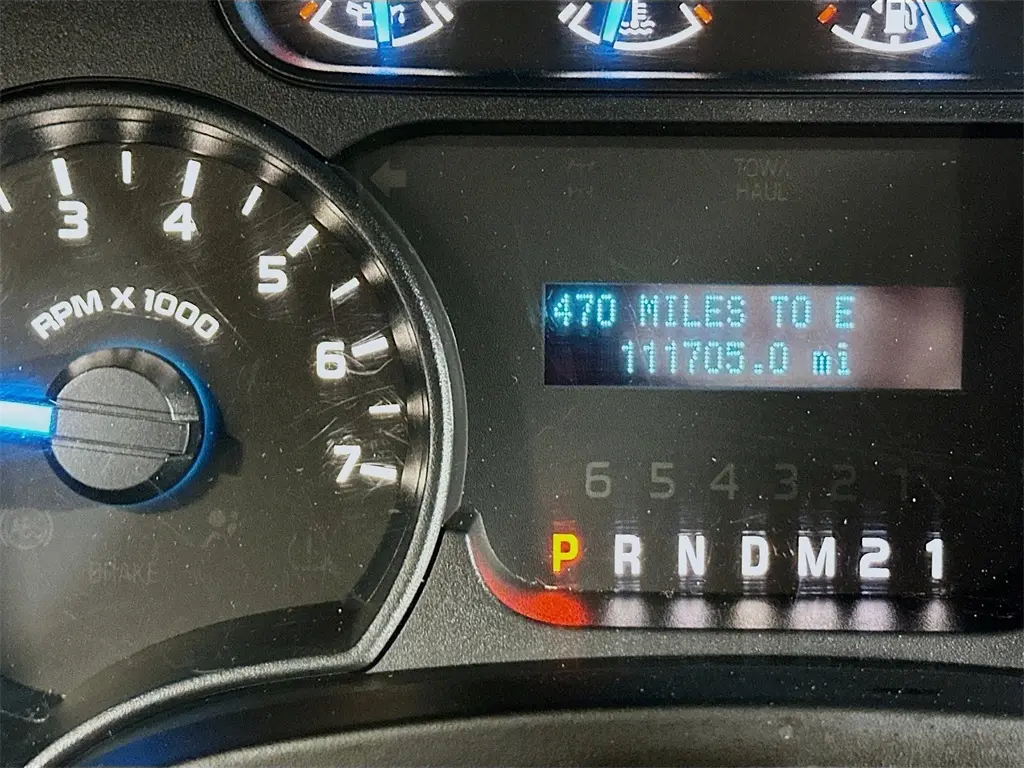 TOW/
HAUL
3
4
5
6
7
RPM X 1000
470 MILES TO E
111705.0 mi
6 5 4 3 2 1
P R N D M 2 1
BRAKE